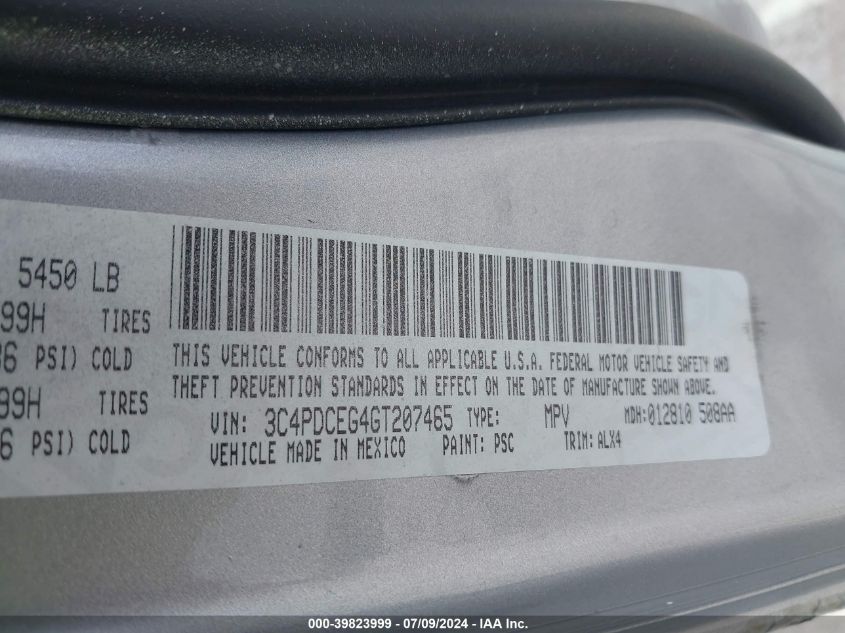 5450 LB
99H TIRES
36 PSI) COLD
99H TIRES
6 PSI) COLD
THIS VEHICLE CONFORMS TO ALL APPLICABLE U.S.A. FEDERAL MOTOR VEHICLE SAFETY AND
THEFT PREVENTION STANDARDS IN EFFECT ON THE DATE OF MANUFACTURE SHOWN ABOVE.
VIN: 3C4PDCEG4GT207465 TYPE: MPV MDH:012810 508AA
VEHICLE MADE IN MEXICO PAINT: PSC TRIM: ALX4
000-39823999 - 07/09/2024 - IAA Inc.